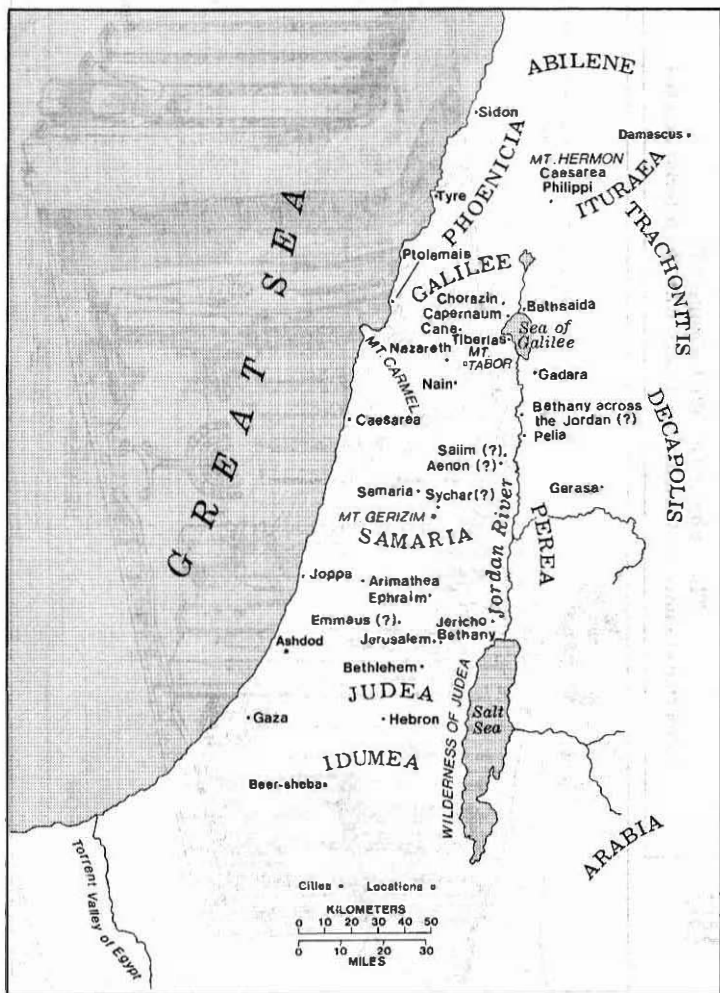 ABILENE
Sidon
Damascus
PHOENICIA
MT. HERMON
Caesarea
Philippi
ITURAEA
Tyre
TRACHONITIS
GREAT SEA
Ptolemais
GALILEE
Chorazin
Bethsaida
Capernaum
Cane
Sea of
Galilee
Tiberias
Nazareth
MT.
TABOR
MT. CARMEL
Gadara
Nain
DECAPOLIS
Bethany across
the Jordan (?)
Caesarea
Pella
Salim (?)
Aenon (?)
Gerasa
Samaria
Sychar (?)
MT. GERIZIM
SAMARIA
Jordan River
PEREA
Joppa
Arimathea
Ephraim
Emmaus (?)
Jericho
Ashdod
Jerusalem
Bethany
Bethlehem
WILDERNESS OF JUDEA
JUDEA
Salt
Sea
Gaza
Hebron
IDUMEA
Beer-sheba
ARABIA
Torrent Valley of Egypt
Cities
Locations
KILOMETERS
0 10 20 30 40 50
0 10 20 30
MILES